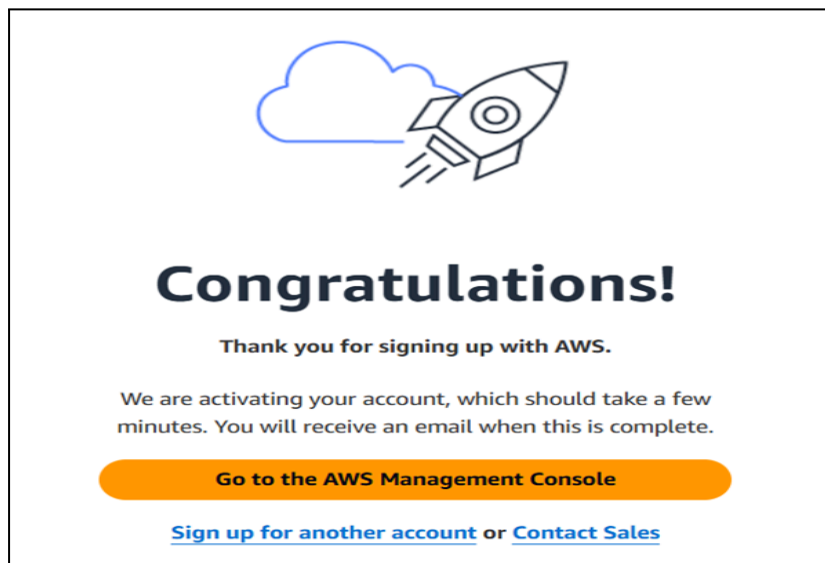 Congratulations!
Thank you for signing up with AWS.
We are activating your account, which should take a few
minutes. You will receive an email when this is complete.
Go to the AWS Management Console
Sign up for another account or Contact Sales